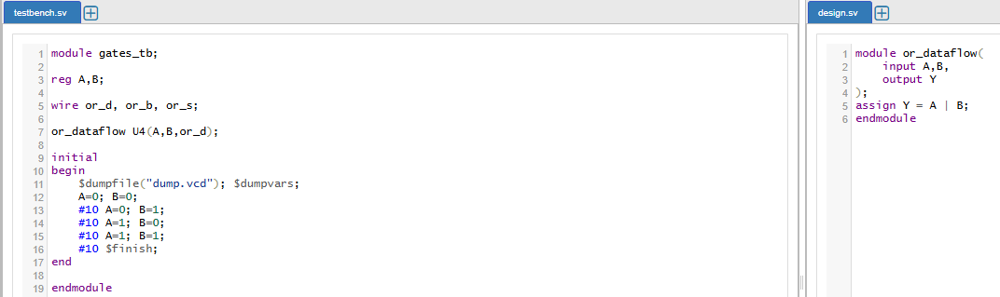 testbench.sv
1 module gates_tb;
2
3 reg A,B;
4
5 wire or_d, or_b, or_s;
6
7 or_dataflow U4(A,B,or_d);
8
9 initial
10 begin
11     $dumpfile("dump.vcd"); $dumpvars;
12     A=0; B=0;
13     #10 A=0; B=1;
14     #10 A=1; B=0;
15     #10 A=1; B=1;
16     #10 $finish;
17 end
18
19 endmodule
design.sv
1 module or_dataflow(
2     input A,B,
3     output Y
4 );
5 assign Y = A | B;
6 endmodule